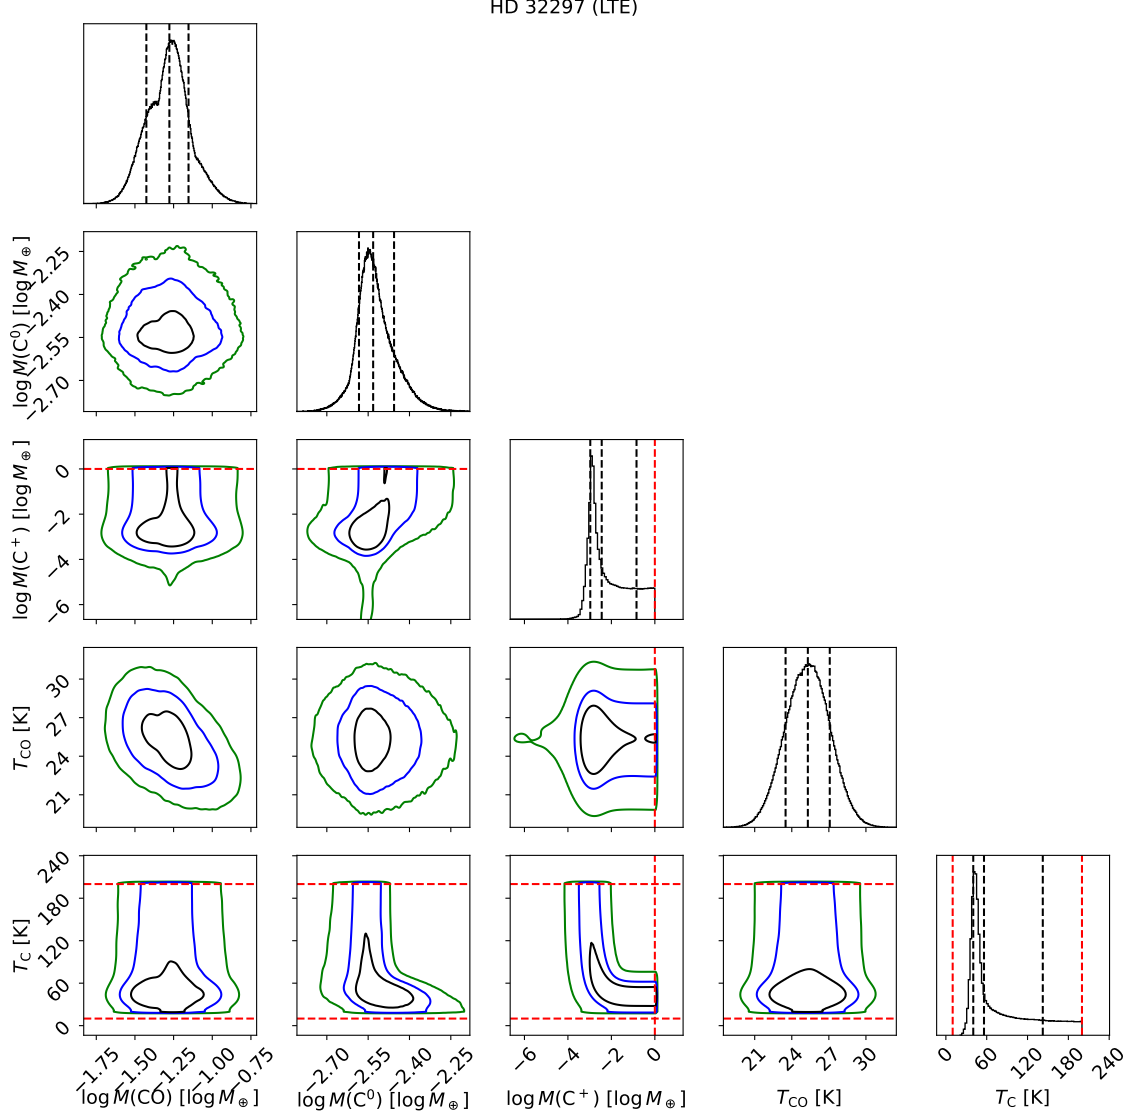 HD 32297 (LTE)
log M(C⁰) [log M⊕]
−2.25
−2.40
−2.55
−2.70
log M(C⁺) [log M⊕]
0
−2
−4
−6
T_CO [K]
30
27
24
21
T_C [K]
240
180
120
60
0
−1.75 −1.50 −1.25 −1.00 −0.75
−2.70 −2.55 −2.40 −2.25
−6 −4 −2 0
21 24 27 30
0 60 120 180 240
log M(CO) [log M⊕]
log M(C⁰) [log M⊕]
log M(C⁺) [log M⊕]
T_CO [K]
T_C [K]